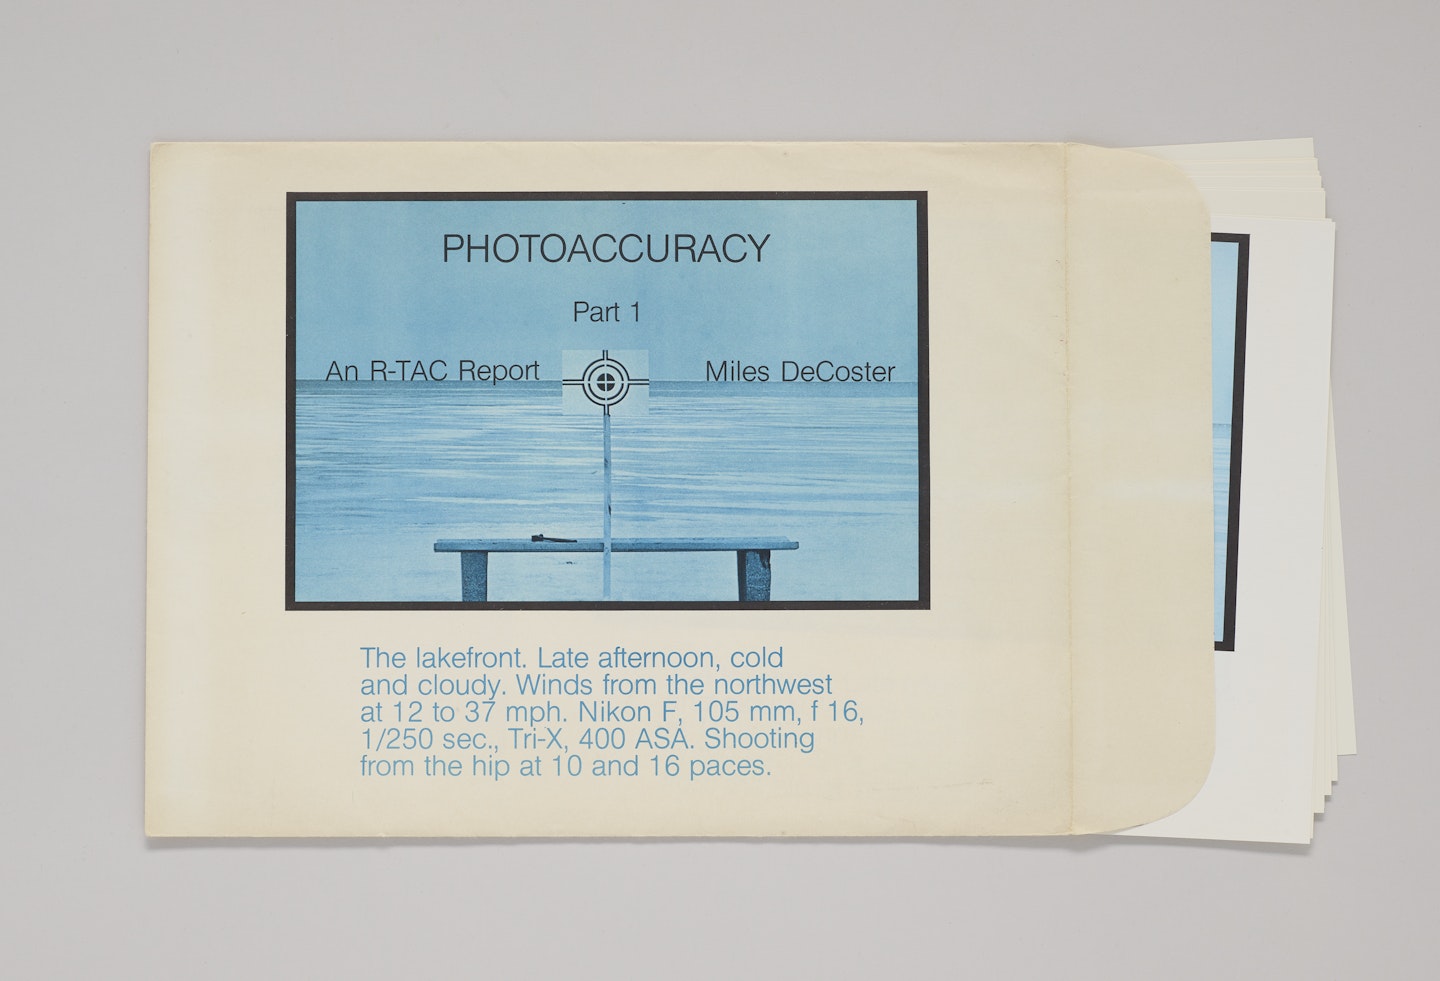 PHOTOACCURACY
Part 1
An R-TAC Report
Miles DeCoster
The lakefront. Late afternoon, cold
and cloudy. Winds from the northwest
at 12 to 37 mph. Nikon F, 105 mm, f 16,
1/250 sec., Tri-X, 400 ASA. Shooting
from the hip at 10 and 16 paces.